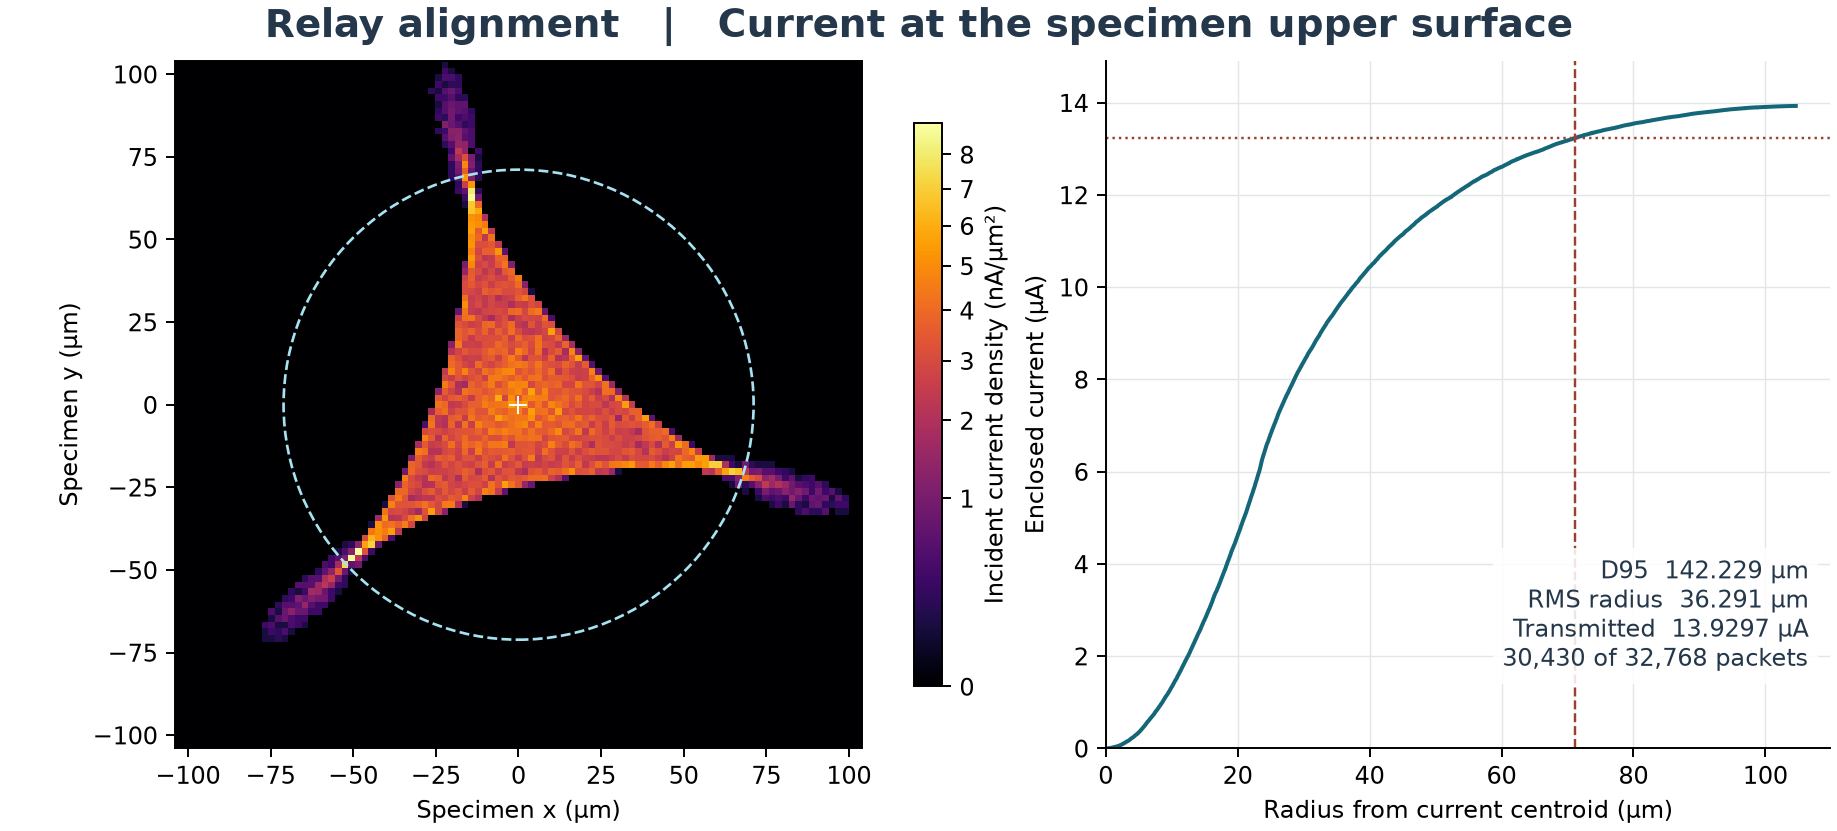 Relay alignment | Current at the specimen upper surface
100
75
50
25
0
−25
−50
−75
−100
Specimen y (µm)
−100 −75 −50 −25 0 25 50 75 100
Specimen x (µm)
8
7
6
5
4
3
2
1
0
Incident current density (nA/µm²)
14
12
10
8
6
4
2
0
Enclosed current (µA)
D95 142.229 µm
RMS radius 36.291 µm
Transmitted 13.9297 µA
30,430 of 32,768 packets
0 20 40 60 80 100
Radius from current centroid (µm)